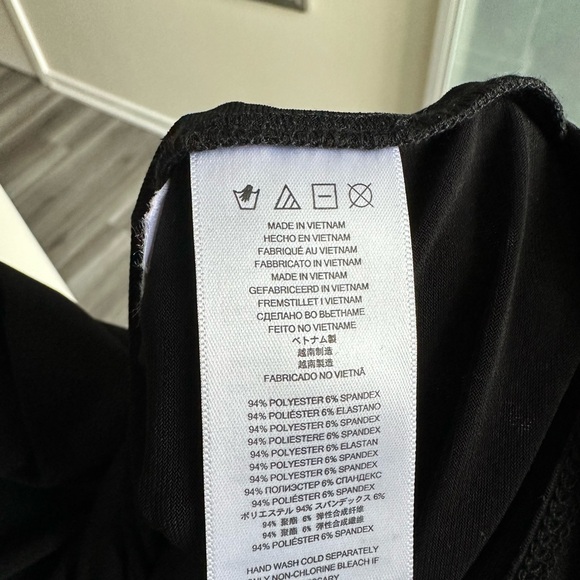 MADE IN VIETNAM
HECHO EN VIETNAM
FABRIQUÉ AU VIETNAM
FABBRICATO IN VIETNAM
MADE IN VIETNAM
GEFABRICEERD IN VIETNAM
FREMSTILLET I VIETNAM
СДЕЛАНО ВО ВЬЕТНАМЕ
FEITO NO VIETNAME
ベトナム製
越南制造
越南製造
FABRICADO NO VIETNÃ
94% POLYESTER 6% SPANDEX
94% POLIÉSTER 6% ELASTANO
94% POLYESTER 6% SPANDEX
94% POLIESTERE 6% SPANDEX
94% POLYESTER 6% ELASTAN
94% POLYESTER 6% SPANDEX
94% POLYESTER 6% SPANDEX
94% ПОЛИЭСТЕР 6% СПАНДЕКС
94% POLIÉSTER 6% SPANDEX
ポリエステル 94% スパンデックス 6%
94% 聚酯 6% 弹性合成纤维
94% 聚酯 6% 彈性合成纖維
94% POLIÉSTER 6% SPANDEX
HAND WASH COLD SEPARATELY
ONLY NON-CHLORINE BLEACH IF